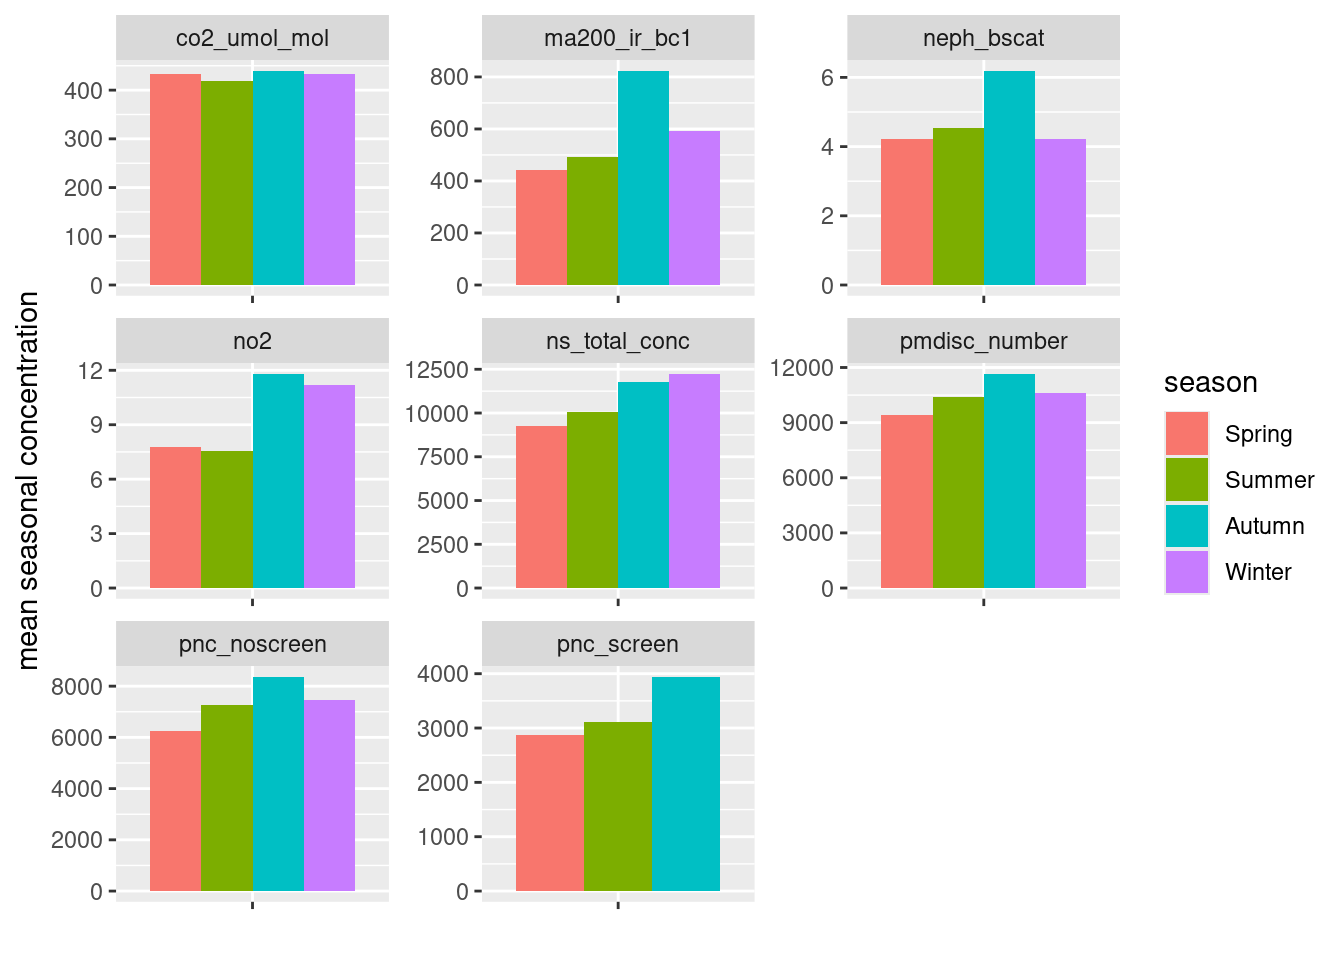 co2_umol_mol
ma200_ir_bc1
neph_bscat
400
300
200
100
0
800
600
400
200
0
6
4
2
0
no2
ns_total_conc
pmdisc_number
12
9
6
3
0
12500
10000
7500
5000
2500
0
12000
9000
6000
3000
0
pnc_noscreen
pnc_screen
8000
6000
4000
2000
0
4000
3000
2000
1000
0
mean seasonal concentration
season
Spring
Summer
Autumn
Winter